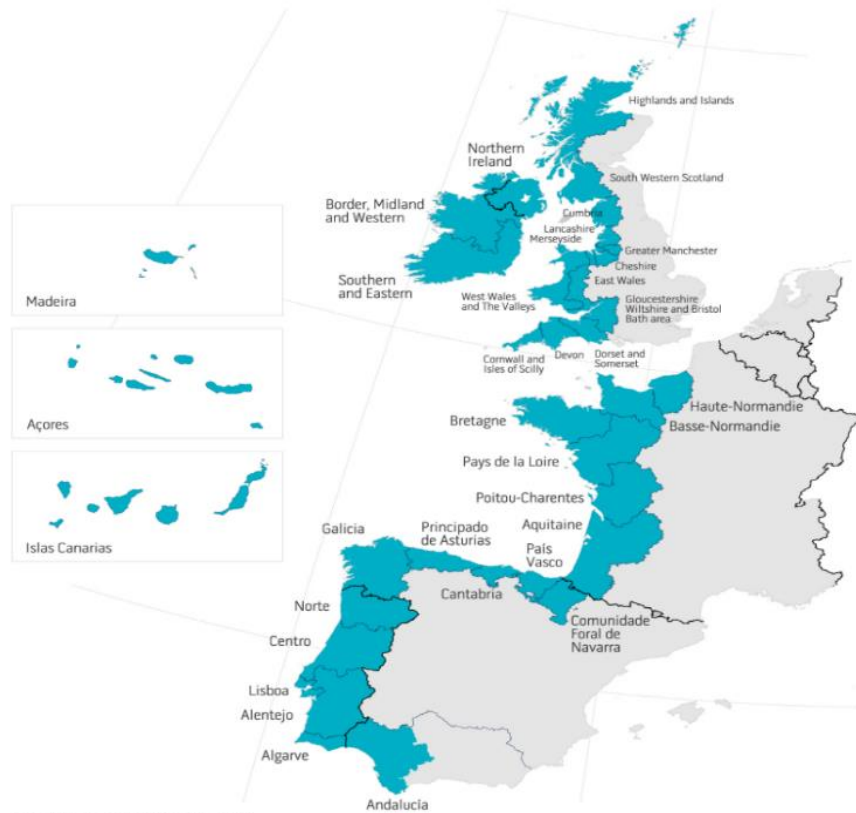 Highlands and Islands
Northern
Ireland
South Western Scotland
Border, Midland
and Western
Cumbria
Lancashire
Merseyside
Greater Manchester
Cheshire
East Wales
Southern
and Eastern
West Wales
and The Valleys
Gloucestershire
Wiltshire and Bristol
Bath area
Cornwall and
Isles of Scilly
Devon
Dorset and
Somerset
Madeira
Açores
Islas Canarias
Haute-Normandie
Basse-Normandie
Bretagne
Pays de la Loire
Poitou-Charentes
Aquitaine
País
Vasco
Principado
de Asturias
Galicia
Cantabria
Comunidade
Foral de
Navarra
Norte
Centro
Lisboa
Alentejo
Algarve
Andalucía